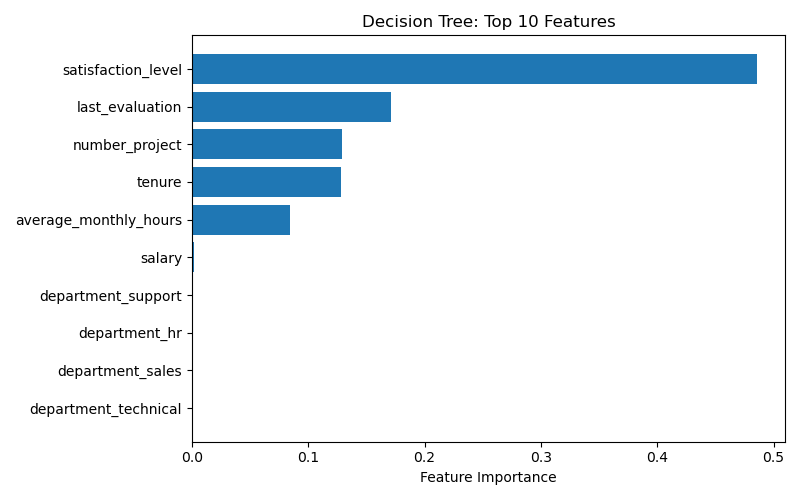 Decision Tree: Top 10 Features
satisfaction_level
last_evaluation
number_project
tenure
average_monthly_hours
salary
department_support
department_hr
department_sales
department_technical
0.0 0.1 0.2 0.3 0.4 0.5
Feature Importance